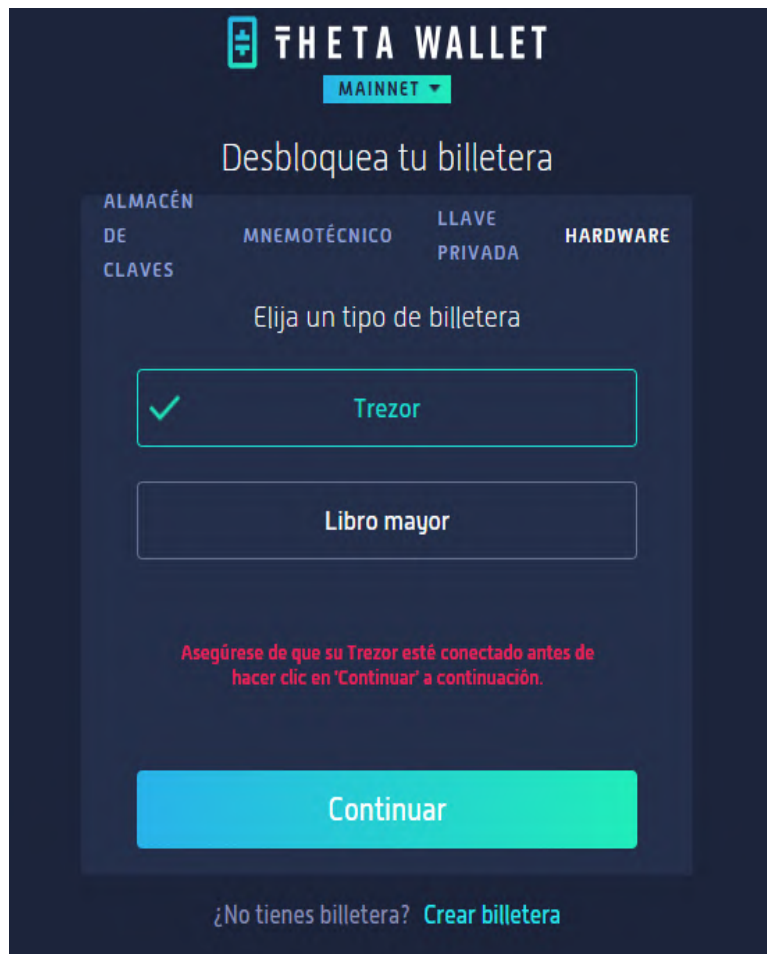 THETA WALLET
MAINNET
Desbloquea tu billetera
ALMACÉN
DE
CLAVES
MNEMOTÉCNICO
LLAVE
PRIVADA
HARDWARE
Elija un tipo de billetera
Trezor
Libro mayor
Asegúrese de que su Trezor esté conectado antes de
hacer clic en 'Continuar' a continuación.
Continuar
¿No tienes billetera? Crear billetera